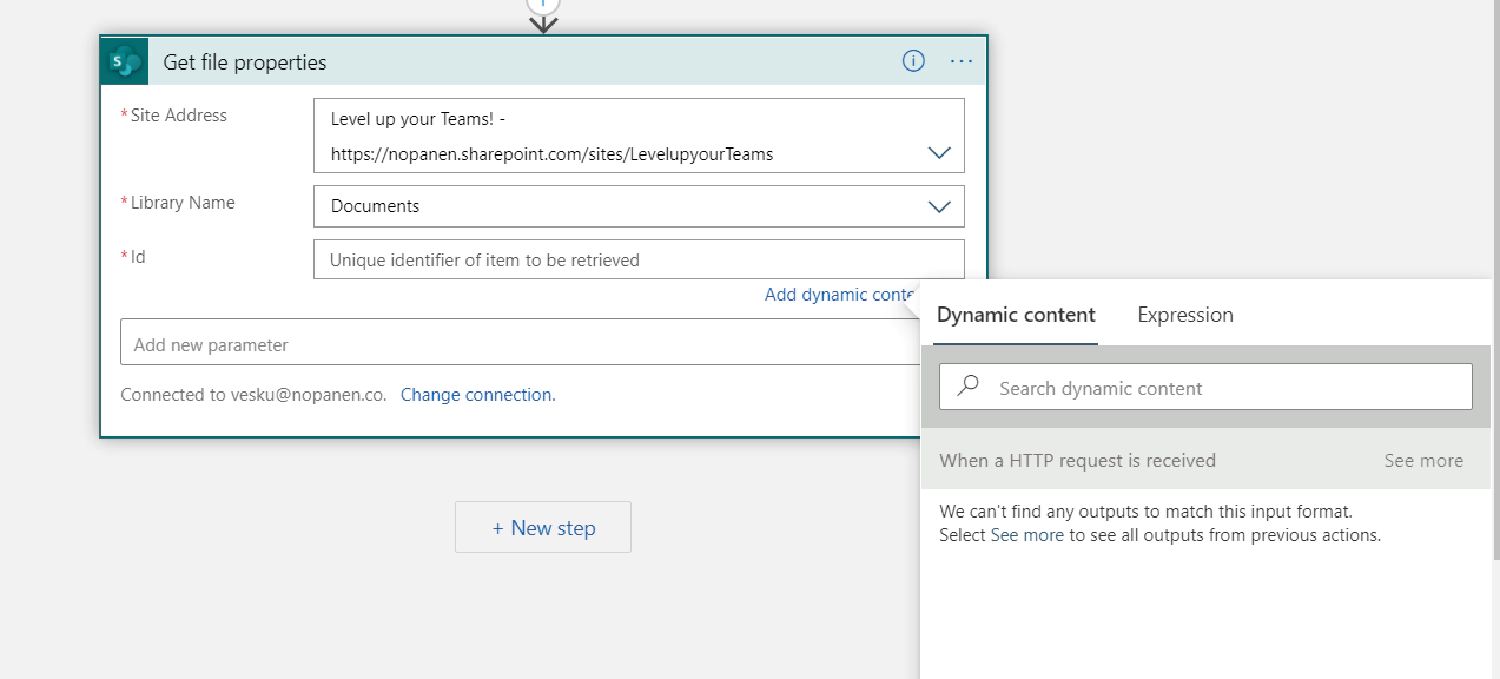 Get file properties
* Site Address
Level up your Teams! -
https://nopanen.sharepoint.com/sites/LevelupyourTeams
* Library Name
Documents
* Id
Unique identifier of item to be retrieved
Add dynamic conte
Add new parameter
Connected to vesku@nopanen.co. Change connection.
+ New step
Dynamic content
Expression
Search dynamic content
When a HTTP request is received
See more
We can't find any outputs to match this input format.
Select See more to see all outputs from previous actions.